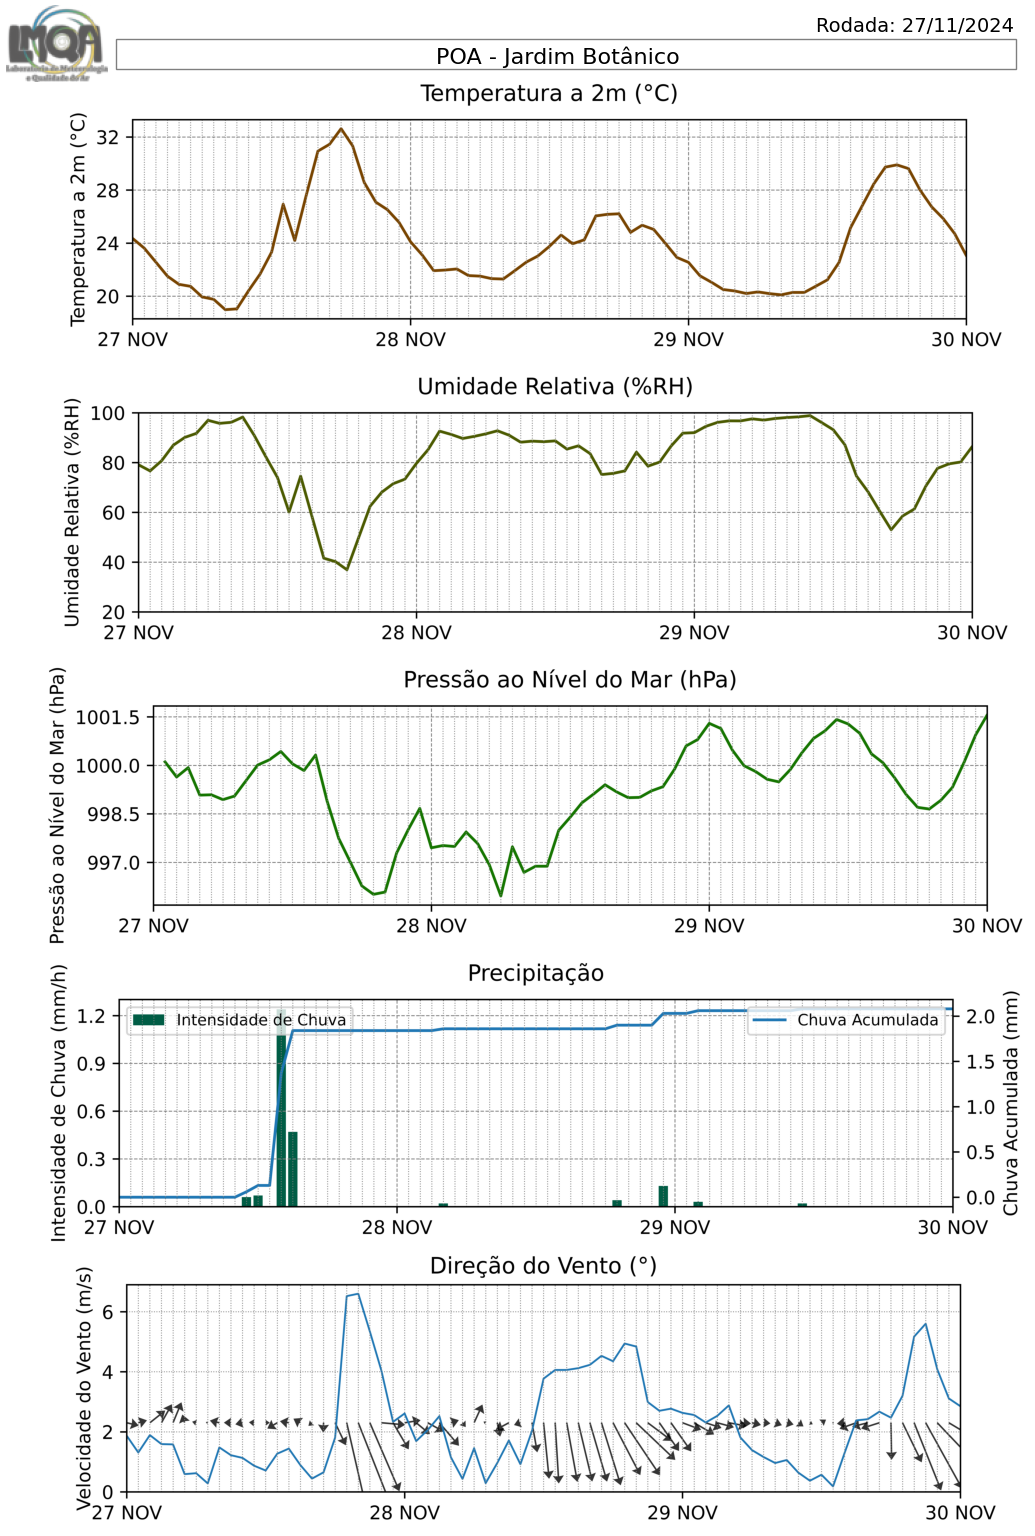 Rodada: 27/11/2024
LMQA
Laboratório de Meteorologia
e Qualidade do Ar
POA - Jardim Botânico
Temperatura a 2m (°C)
Temperatura a 2m (°C)
32
28
24
20
27 NOV 28 NOV 29 NOV 30 NOV
Umidade Relativa (%RH)
Umidade Relativa (%RH)
100
80
60
40
20
27 NOV 28 NOV 29 NOV 30 NOV
Pressão ao Nível do Mar (hPa)
Pressão ao Nível do Mar (hPa)
1001.5
1000.0
998.5
997.0
27 NOV 28 NOV 29 NOV 30 NOV
Precipitação
Intensidade de Chuva (mm/h)
Chuva Acumulada (mm)
Intensidade de Chuva
Chuva Acumulada
1.2 2.0
0.9 1.5
0.6 1.0
0.3 0.5
0.0 0.0
27 NOV 28 NOV 29 NOV 30 NOV
Direção do Vento (°)
Velocidade do Vento (m/s)
6
4
2
0
27 NOV 28 NOV 29 NOV 30 NOV